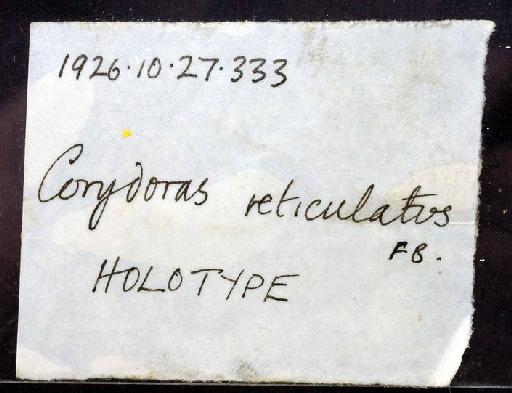 1926·10·27·333
Corydoras reticulatus
FB.
HOLOTYPE